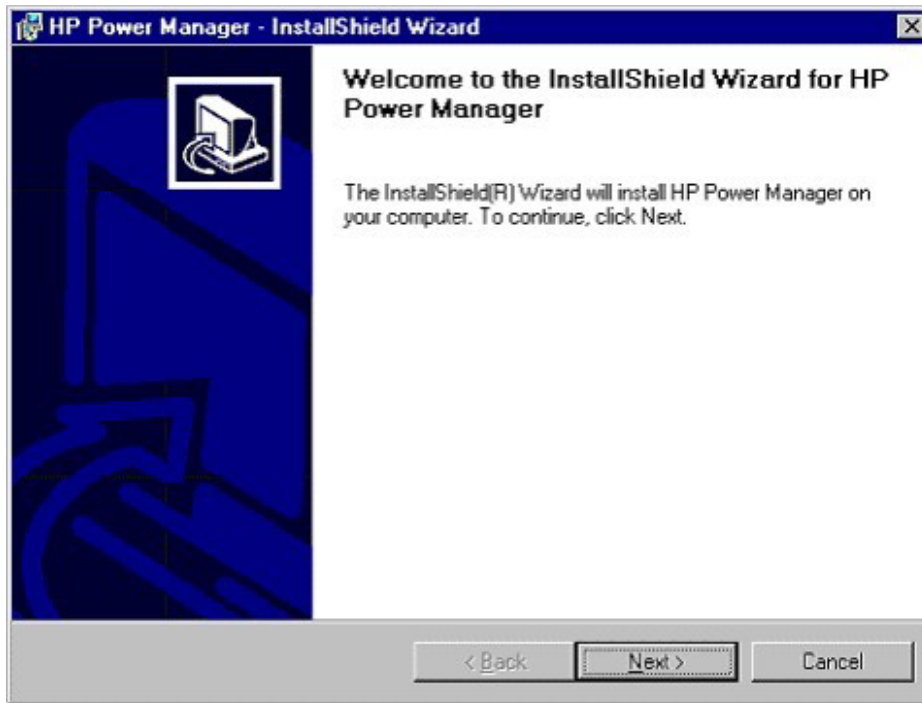 HP Power Manager - InstallShield Wizard
Welcome to the InstallShield Wizard for HP
Power Manager
The InstallShield(R) Wizard will install HP Power Manager on
your computer. To continue, click Next.
< Back
Next >
Cancel